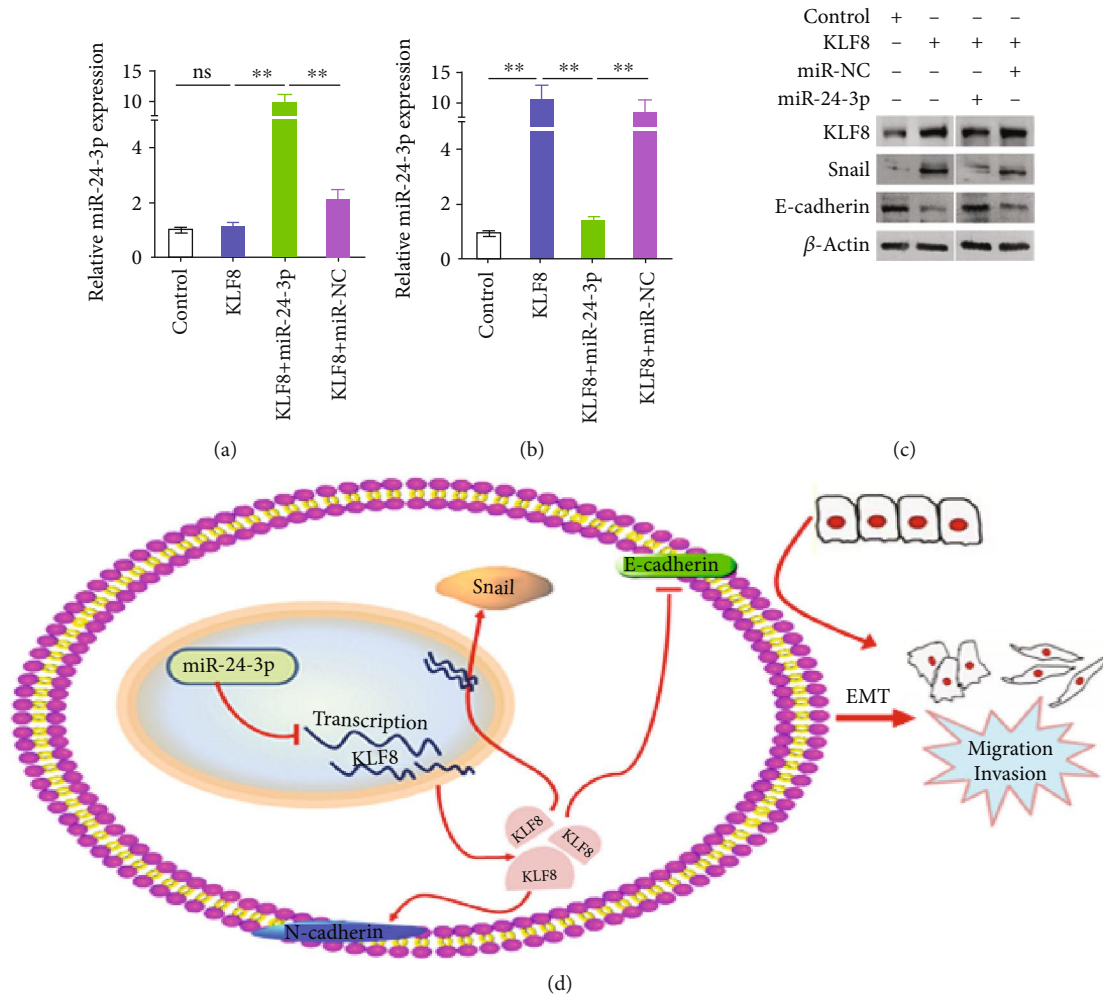 Relative miR-24-3p expression
10
5
4
2
0
ns
**
**
Control
KLF8
KLF8+miR-24-3p
KLF8+miR-NC
(a)
Relative miR-24-3p expression
10
5
4
2
0
**
**
**
Control
KLF8
KLF8+miR-24-3p
KLF8+miR-NC
(b)
Control + – – –
KLF8 – + + +
miR-NC – – – +
miR-24-3p – – + –
KLF8
Snail
E-cadherin
β-Actin
(c)
E-cadherin
Snail
miR-24-3p
Transcription
KLF8
KLF8
KLF8
KLF8
N-cadherin
EMT
Migration
Invasion
(d)